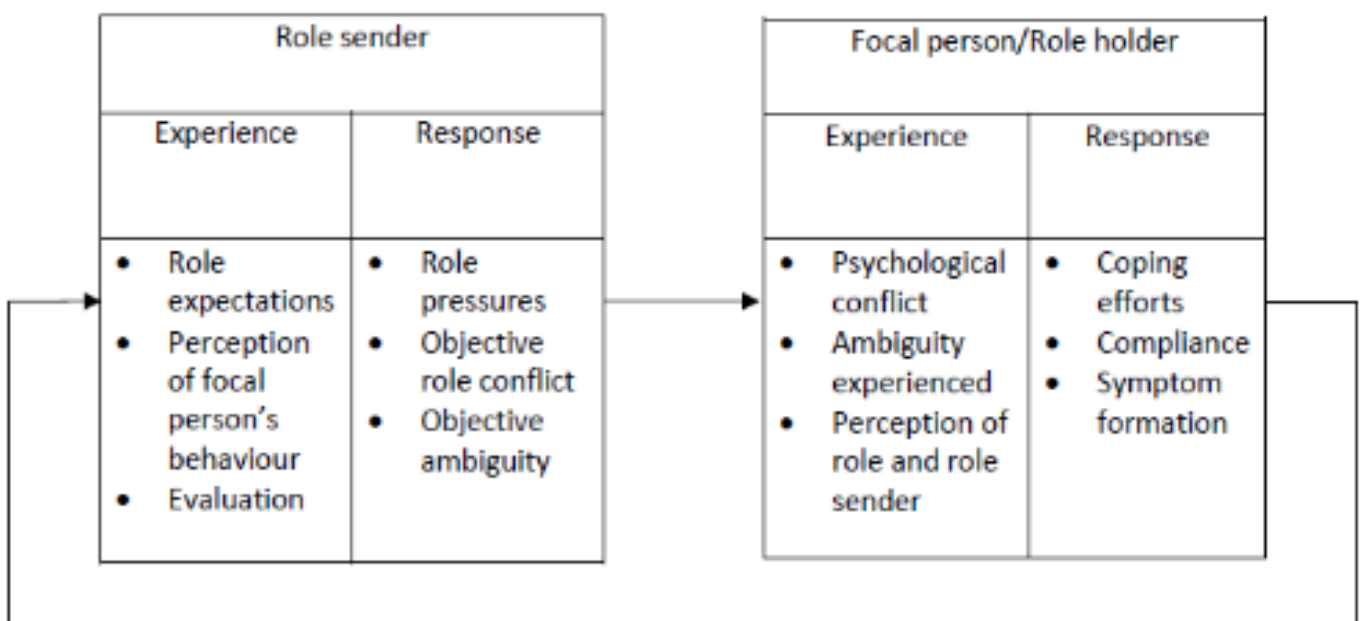 Role sender
Experience
Response
• Role
expectations
• Perception
of focal
person's
behaviour
• Evaluation
• Role
pressures
• Objective
role conflict
• Objective
ambiguity
Focal person/Role holder
Experience
Response
• Psychological
conflict
• Ambiguity
experienced
• Perception of
role and role
sender
• Coping
efforts
• Compliance
• Symptom
formation